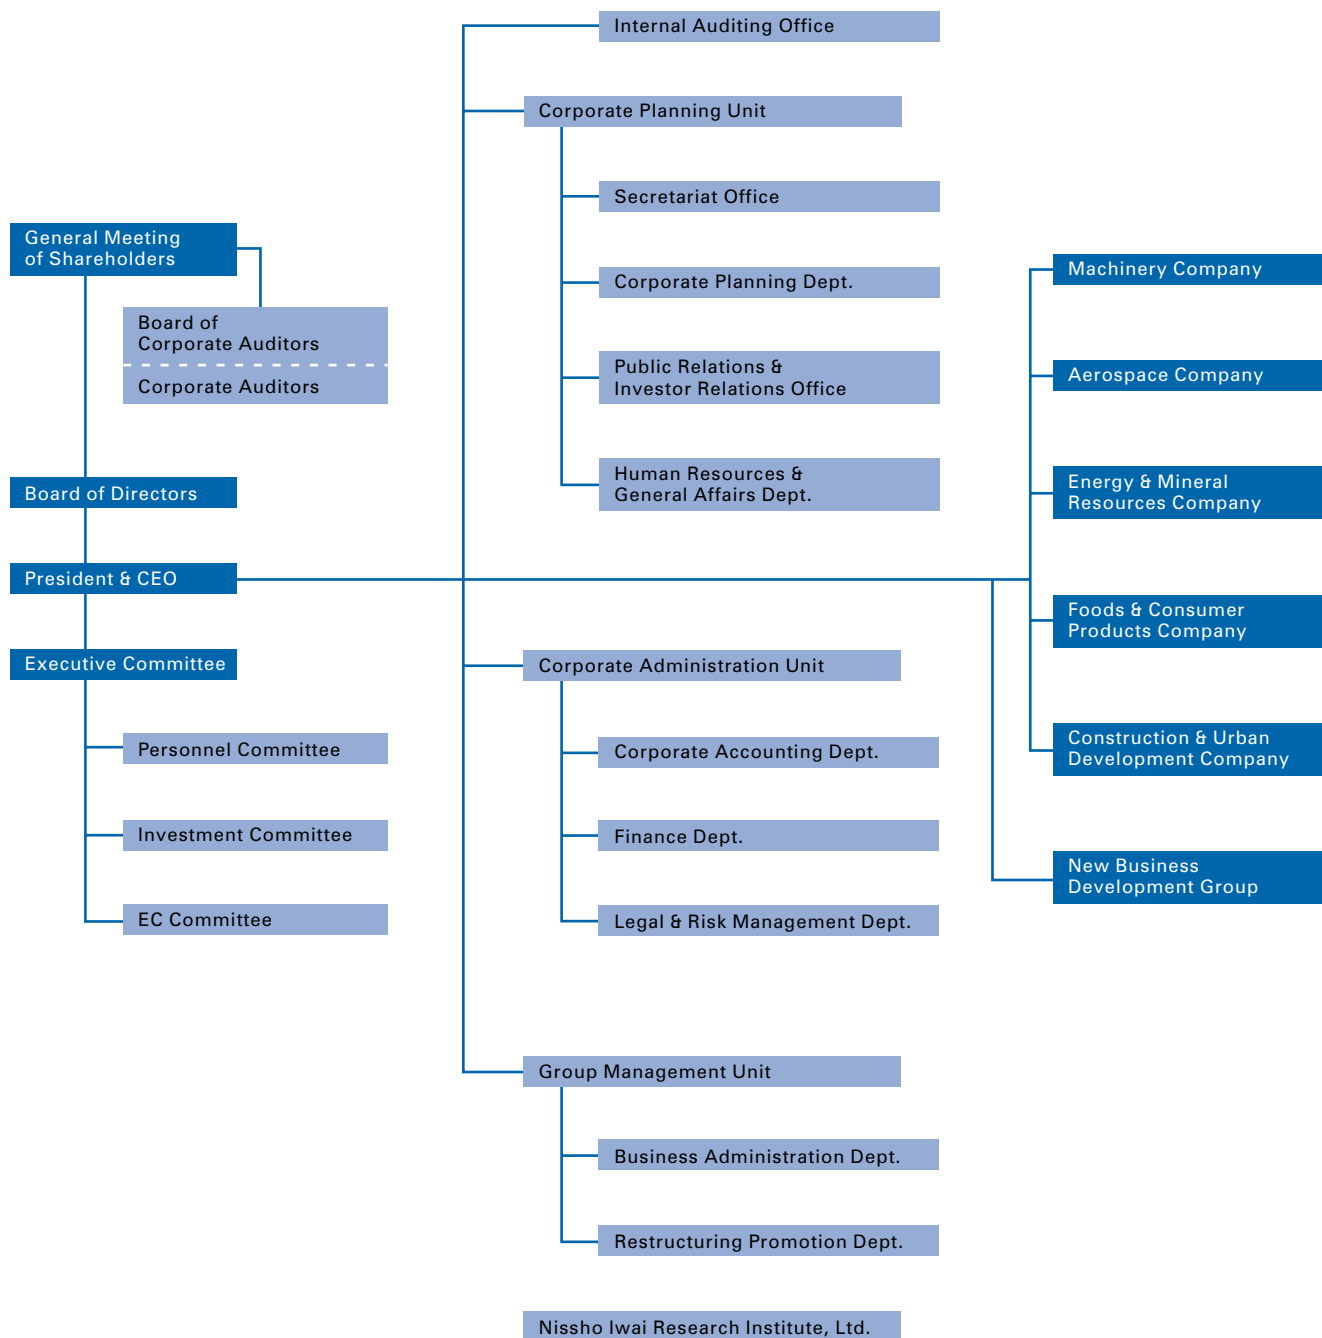 General Meeting
of Shareholders
Board of
Corporate Auditors
Corporate Auditors
Board of Directors
President & CEO
Executive Committee
Personnel Committee
Investment Committee
EC Committee
Internal Auditing Office
Corporate Planning Unit
Secretariat Office
Corporate Planning Dept.
Public Relations &
Investor Relations Office
Human Resources &
General Affairs Dept.
Corporate Administration Unit
Corporate Accounting Dept.
Finance Dept.
Legal & Risk Management Dept.
Group Management Unit
Business Administration Dept.
Restructuring Promotion Dept.
Nissho Iwai Research Institute, Ltd.
Machinery Company
Aerospace Company
Energy & Mineral
Resources Company
Foods & Consumer
Products Company
Construction & Urban
Development Company
New Business
Development Group